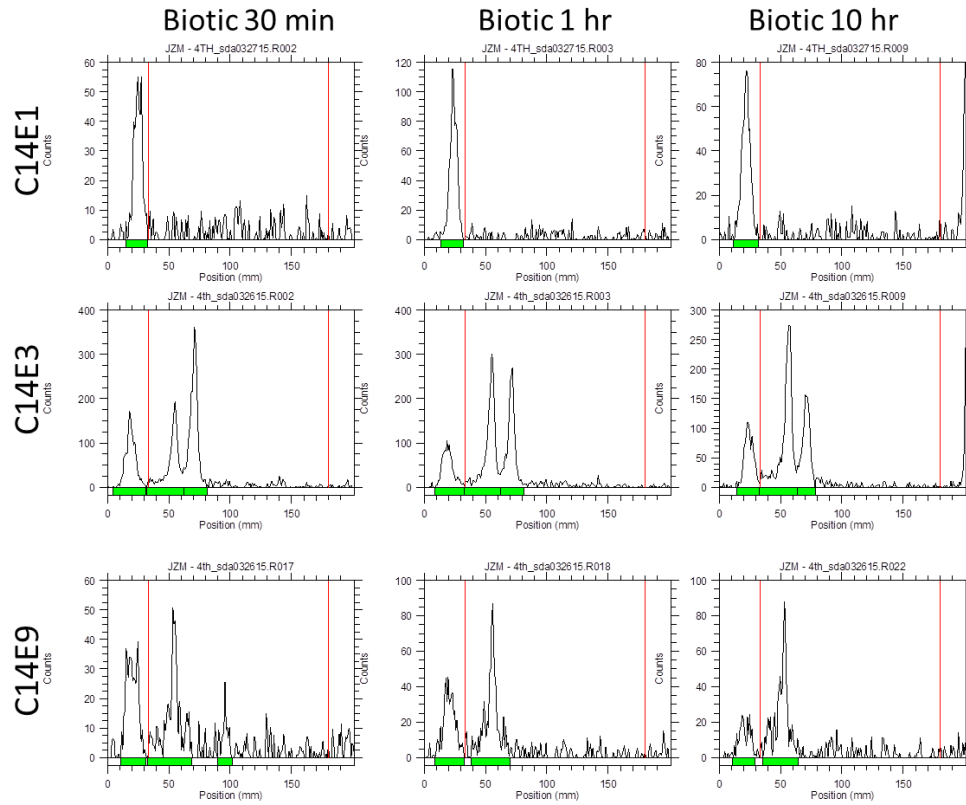 Biotic 30 min Biotic 1 hr Biotic 10 hr
C14E1
JZM - 4TH_sda032715.R002
60
50
40
30
20
10
0
Counts
0 50 100 150
Position (mm)
JZM - 4TH_sda032715.R003
120
100
80
60
40
20
0
Counts
0 50 100 150
Position (mm)
JZM - 4TH_sda032715.R009
80
60
40
20
0
Counts
0 50 100 150
Position (mm)
C14E3
JZM - 4th_sda032615.R002
400
300
200
100
0
Counts
0 50 100 150
Position (mm)
JZM - 4th_sda032615.R003
400
300
200
100
0
Counts
0 50 100 150
Position (mm)
JZM - 4th_sda032615.R009
300
250
200
150
100
50
0
Counts
0 50 100 150
Position (mm)
C14E9
JZM - 4th_sda032615.R017
60
50
40
30
20
10
0
Counts
0 50 100 150
Position (mm)
JZM - 4th_sda032615.R018
100
80
60
40
20
0
Counts
0 50 100 150
Position (mm)
JZM - 4th_sda032615.R022
100
80
60
40
20
0
Counts
0 50 100 150
Position (mm)